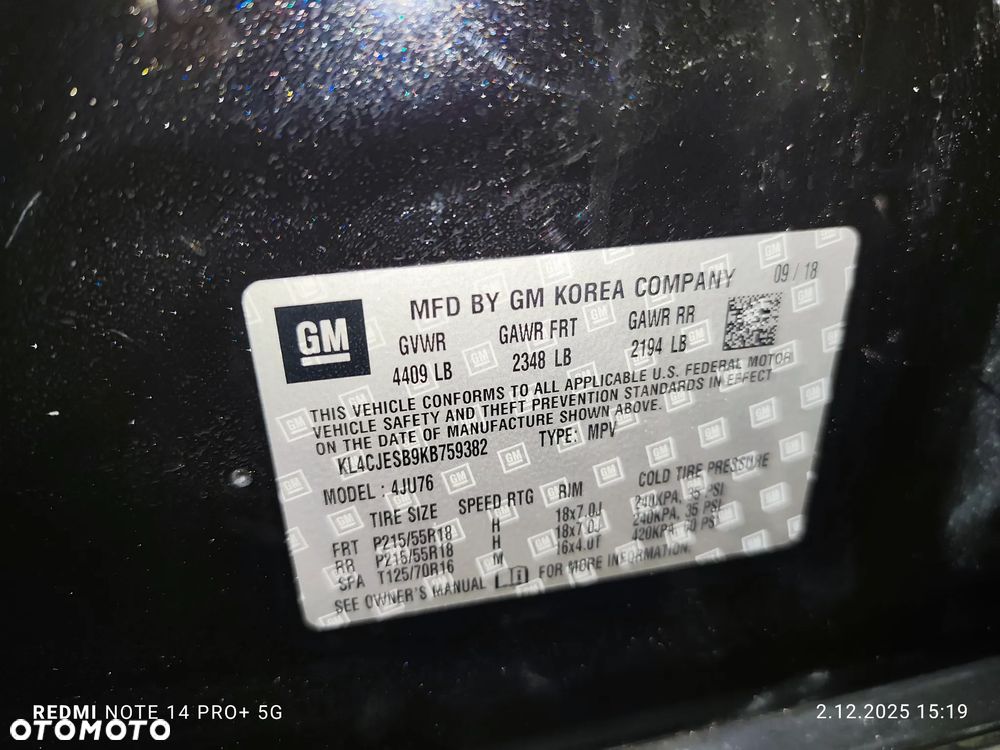 GM
MFD BY GM KOREA COMPANY 09 / 18
GVWR GAWR FRT GAWR RR
4409 LB 2348 LB 2194 LB
THIS VEHICLE CONFORMS TO ALL APPLICABLE U.S. FEDERAL MOTOR
VEHICLE SAFETY AND THEFT PREVENTION STANDARDS IN EFFECT
ON THE DATE OF MANUFACTURE SHOWN ABOVE.
KL4CJESB9KB759382 TYPE: MPV
MODEL : 4JU76
TIRE SIZE SPEED RTG RIM COLD TIRE PRESSURE
FRT P215/55R18 H 18x7.0J 240KPA, 35 PSI
RR P215/55R18 H 18x7.0J 240KPA, 35 PSI
SPA T125/70R16 M 16x4.0T 420KPA, 60 PSI
SEE OWNER'S MANUAL FOR MORE INFORMATION.
REDMI NOTE 14 PRO+ 5G
2.12.2025 15:19
OTOMOTO